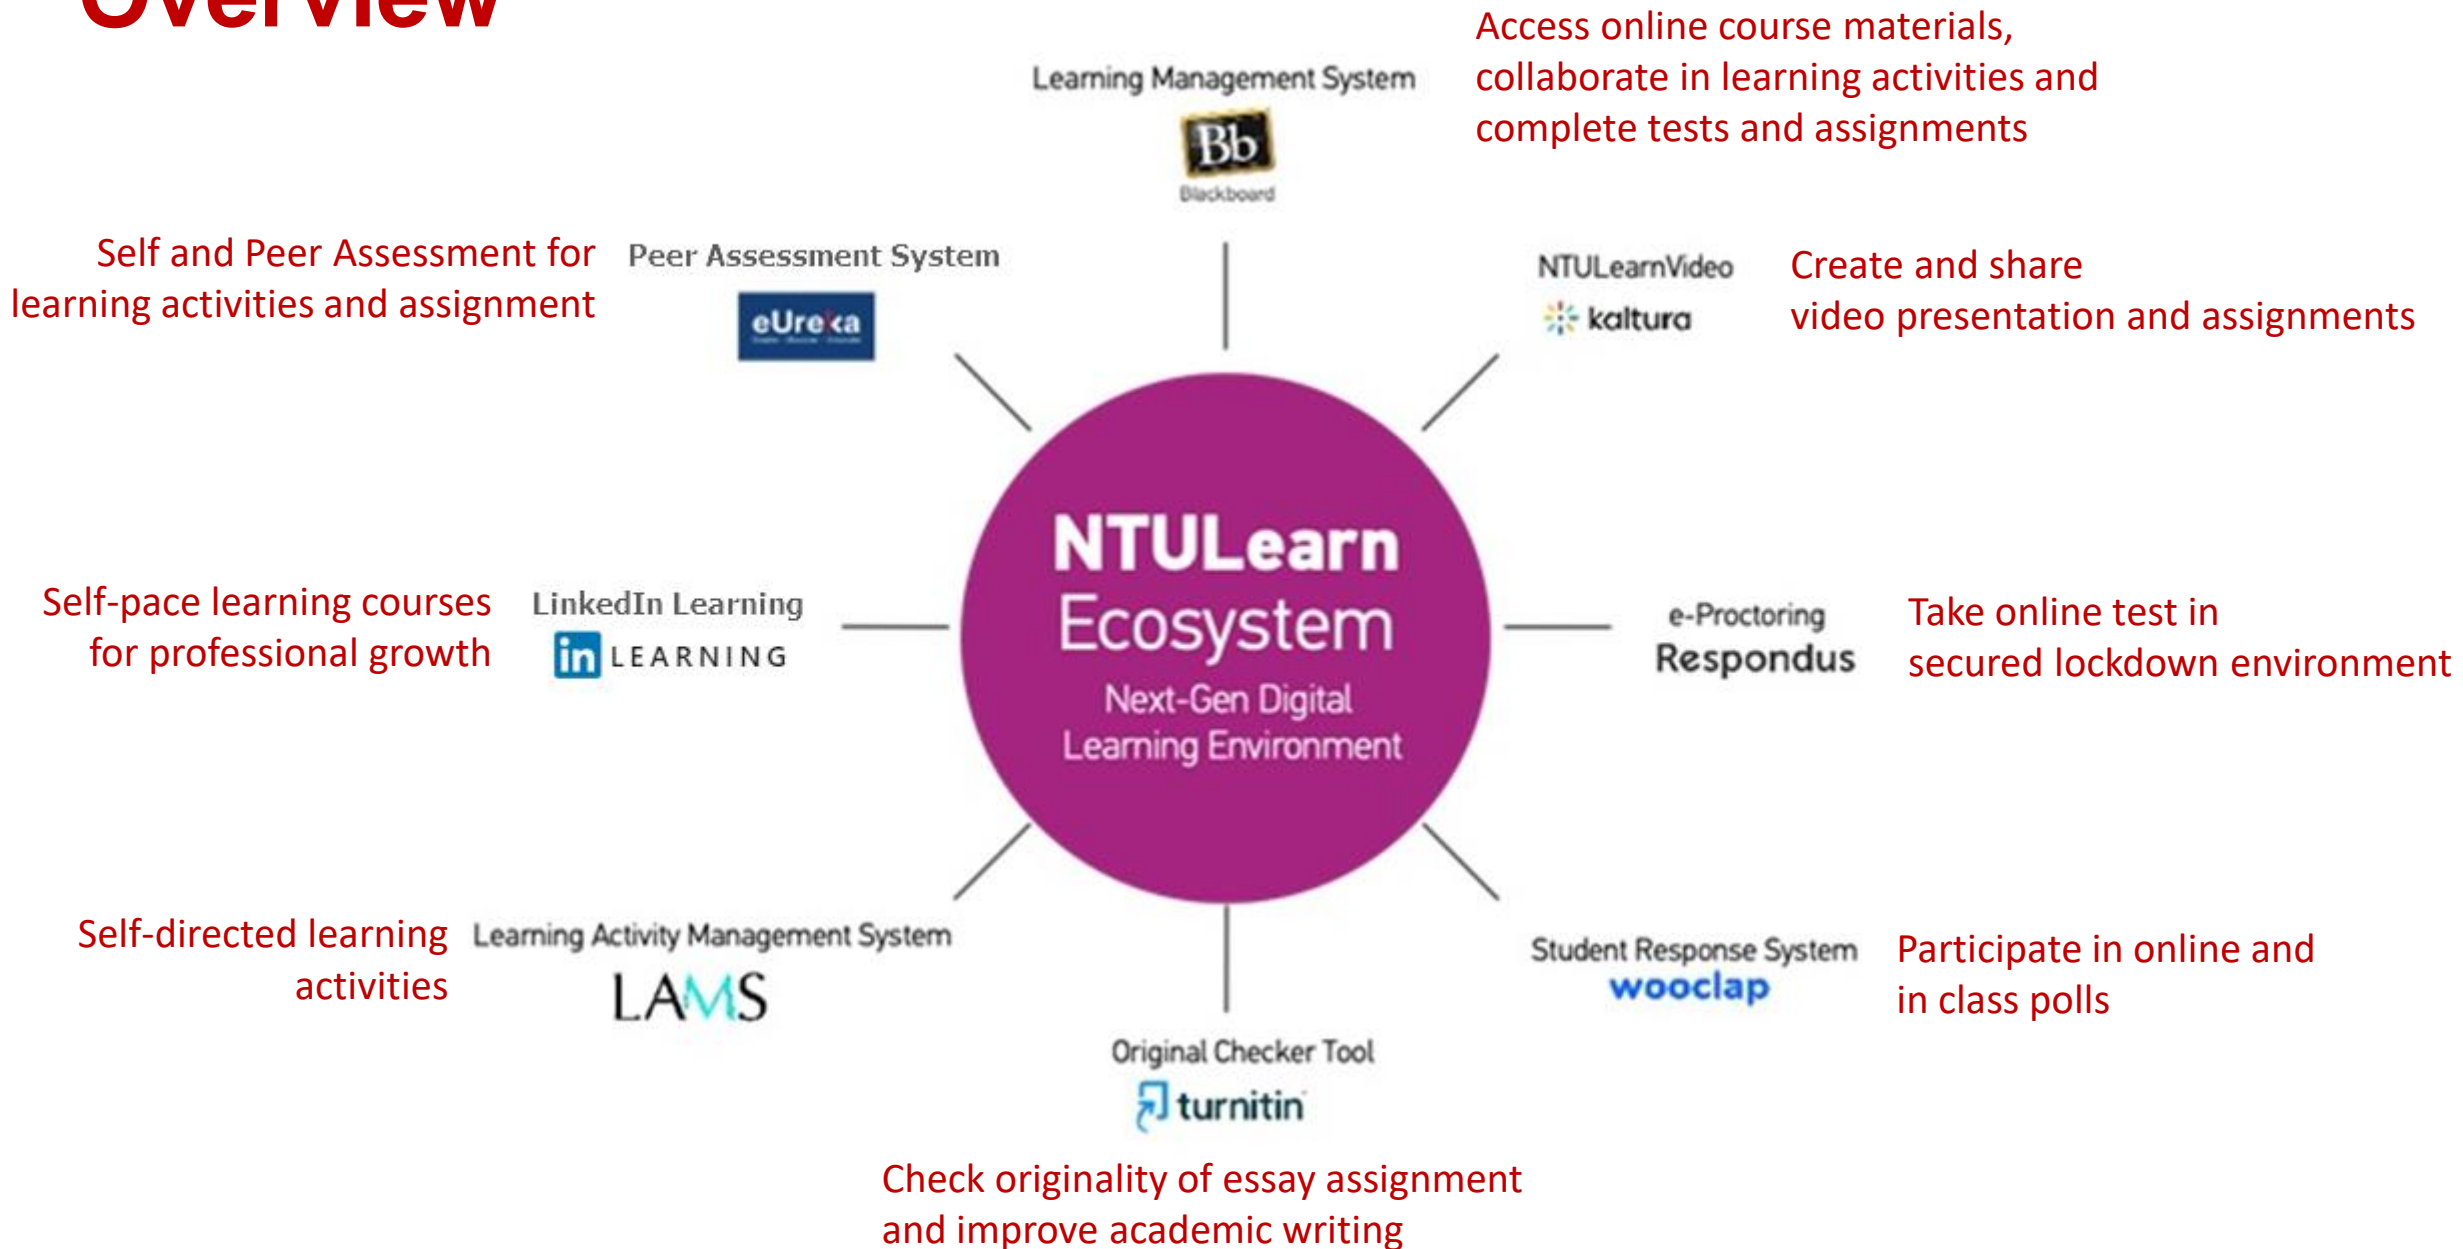 Overview
Learning Management System
Bb
Blackboard
Access online course materials,
collaborate in learning activities and
complete tests and assignments
Self and Peer Assessment for
learning activities and assignment
Peer Assessment System
eUreka
NTULearnVideo
kaltura
Create and share
video presentation and assignments
NTULearn
Ecosystem
Next-Gen Digital
Learning Environment
Self-pace learning courses
for professional growth
LinkedIn Learning
in LEARNING
e-Proctoring
Respondus
Take online test in
secured lockdown environment
Self-directed learning
activities
Learning Activity Management System
LAMS
Student Response System
wooclap
Participate in online and
in class polls
Original Checker Tool
turnitin
Check originality of essay assignment
and improve academic writing